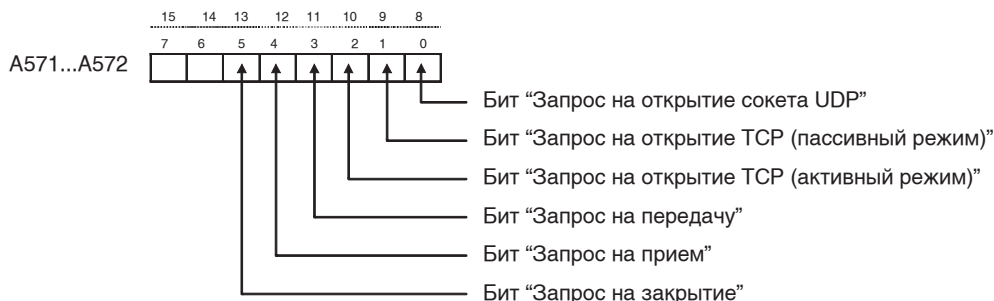 15 14 13 12 11 10 9 8
7 6 5 4 3 2 1 0
A571...A572
Бит “Запрос на открытие сокета UDP”
Бит “Запрос на открытие TCP (пассивный режим)”
Бит “Запрос на открытие TCP (активный режим)”
Бит “Запрос на передачу”
Бит “Запрос на прием”
Бит “Запрос на закрытие”